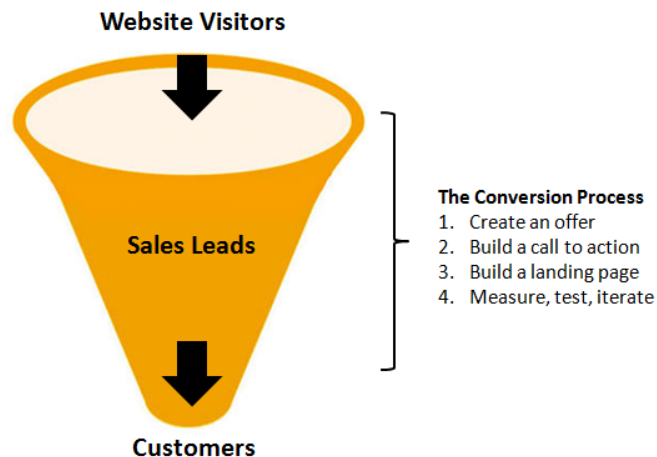 Website Visitors
Sales Leads
Customers
The Conversion Process
1. Create an offer
2. Build a call to action
3. Build a landing page
4. Measure, test, iterate